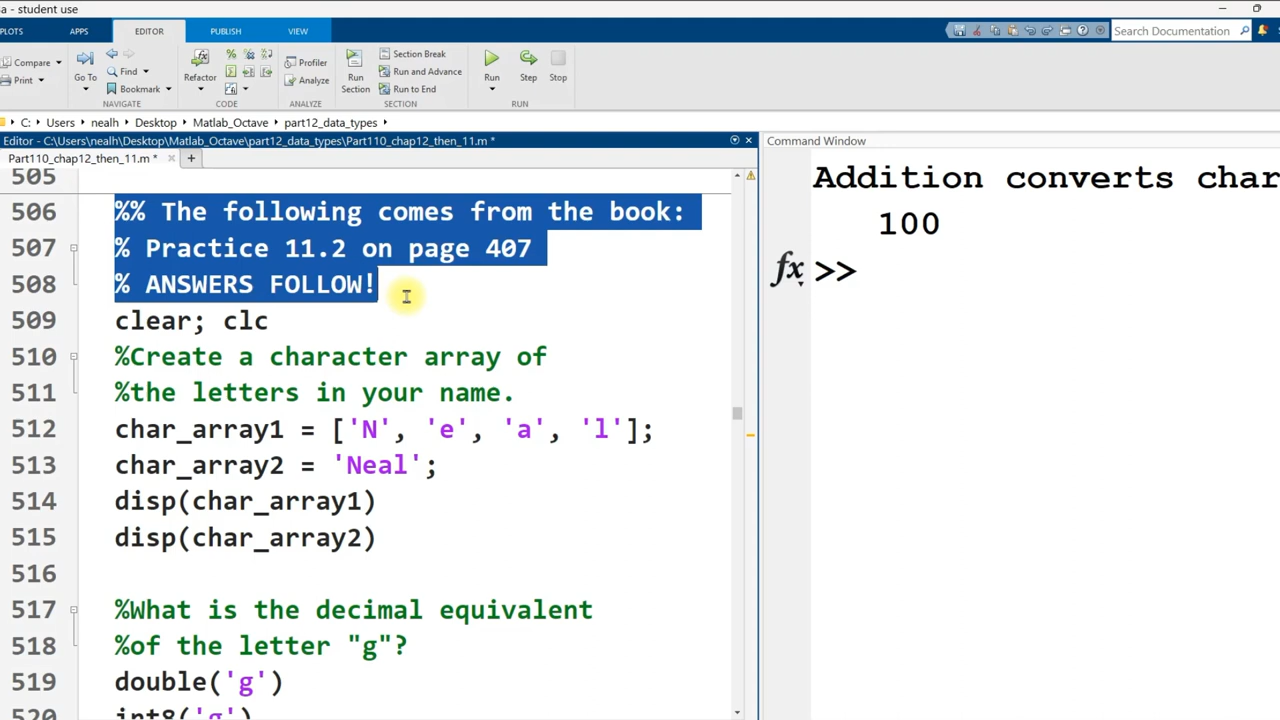 sa - student use
PLOTS APPS EDITOR PUBLISH VIEW
Search Documentation
Compare Go To Find Refactor Profiler Section Break
Print Bookmark Analyze Run Section Run and Advance Run Step Stop
Run to End
NAVIGATE CODE ANALYZE SECTION RUN
C: Users nealh Desktop Matlab_Octave part12_data_types
Editor - C:\Users\nealh\Desktop\Matlab_Octave\part12_data_types\Part110_chap12_then_11.m *
Part110_chap12_then_11.m * × +
505
506 %% The following comes from the book:
507 % Practice 11.2 on page 407
508 % ANSWERS FOLLOW!
509 clear; clc
510 %Create a character array of
511 %the letters in your name.
512 char_array1 = ['N', 'e', 'a', 'l'];
513 char_array2 = 'Neal';
514 disp(char_array1)
515 disp(char_array2)
516
517 %What is the decimal equivalent
518 %of the letter "g"?
519 double('g')
520 int8('g')
Command Window
Addition converts char
100
fx >>